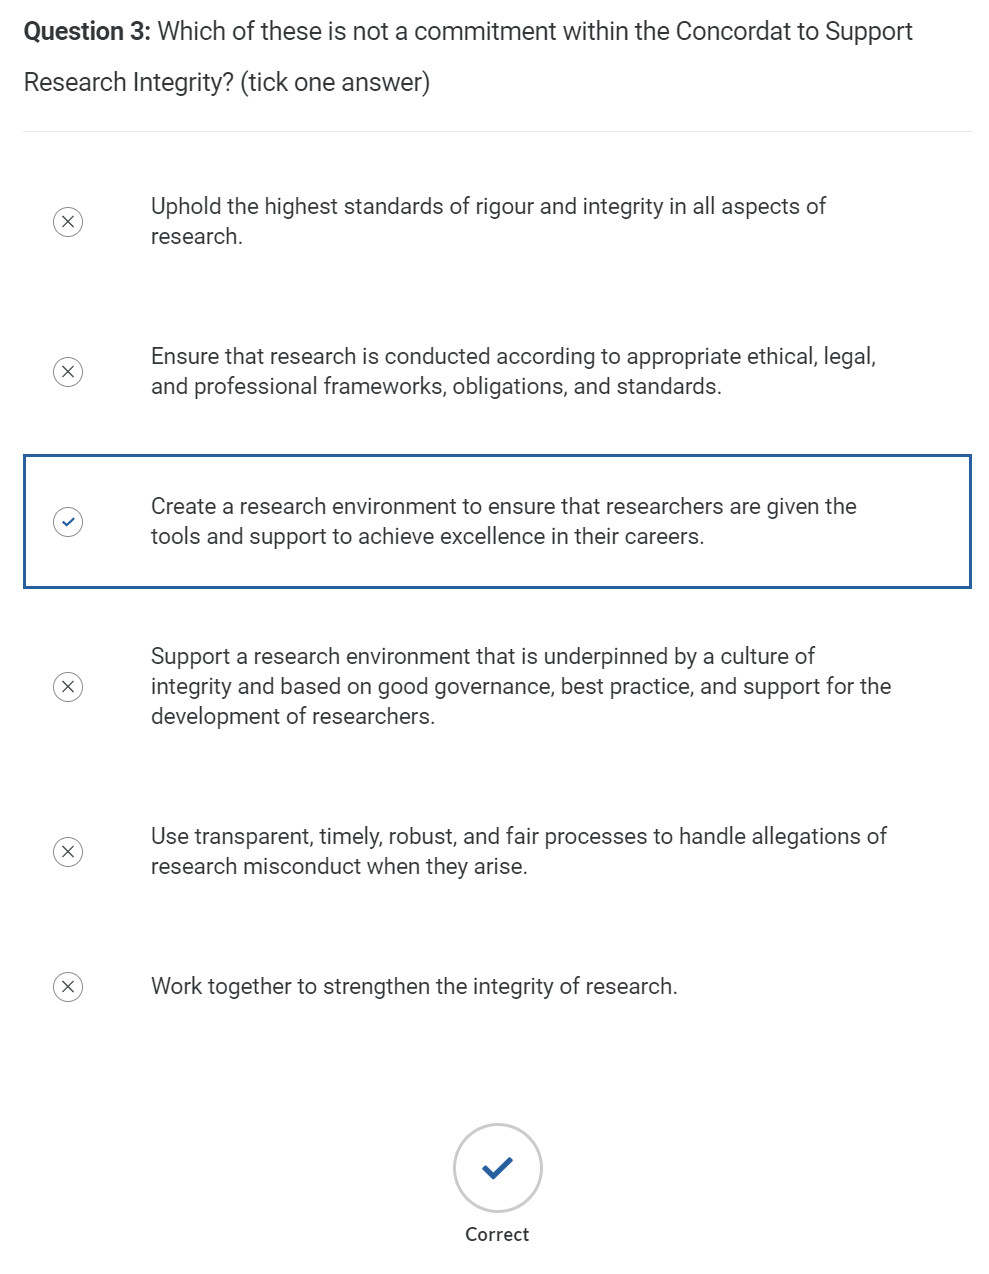 Question 3: Which of these is not a commitment within the Concordat to Support
Research Integrity? (tick one answer)
Uphold the highest standards of rigour and integrity in all aspects of
research.
Ensure that research is conducted according to appropriate ethical, legal,
and professional frameworks, obligations, and standards.
Create a research environment to ensure that researchers are given the
tools and support to achieve excellence in their careers.
Support a research environment that is underpinned by a culture of
integrity and based on good governance, best practice, and support for the
development of researchers.
Use transparent, timely, robust, and fair processes to handle allegations of
research misconduct when they arise.
Work together to strengthen the integrity of research.
Correct